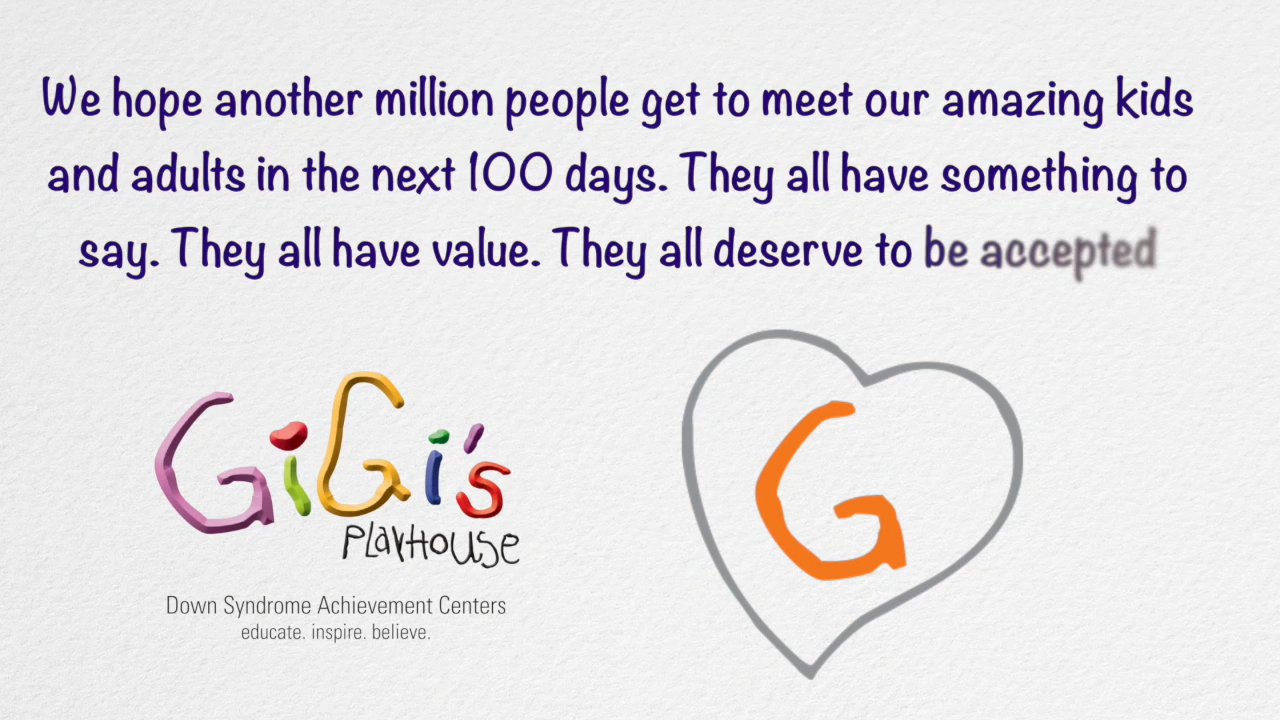 We hope another million people get to meet our amazing kids
and adults in the next 100 days. They all have something to
say. They all have value. They all deserve to be accepted
GiGi's
PLAYHOUSE
Down Syndrome Achievement Centers
educate. inspire. believe.
G